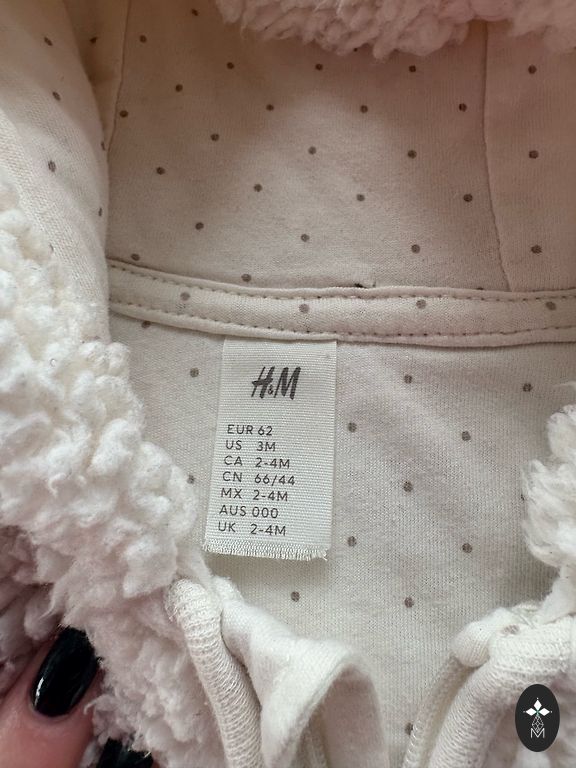 H&M
EUR 62
US 3M
CA 2-4M
CN 66/44
MX 2-4M
AUS 000
UK 2-4M
M